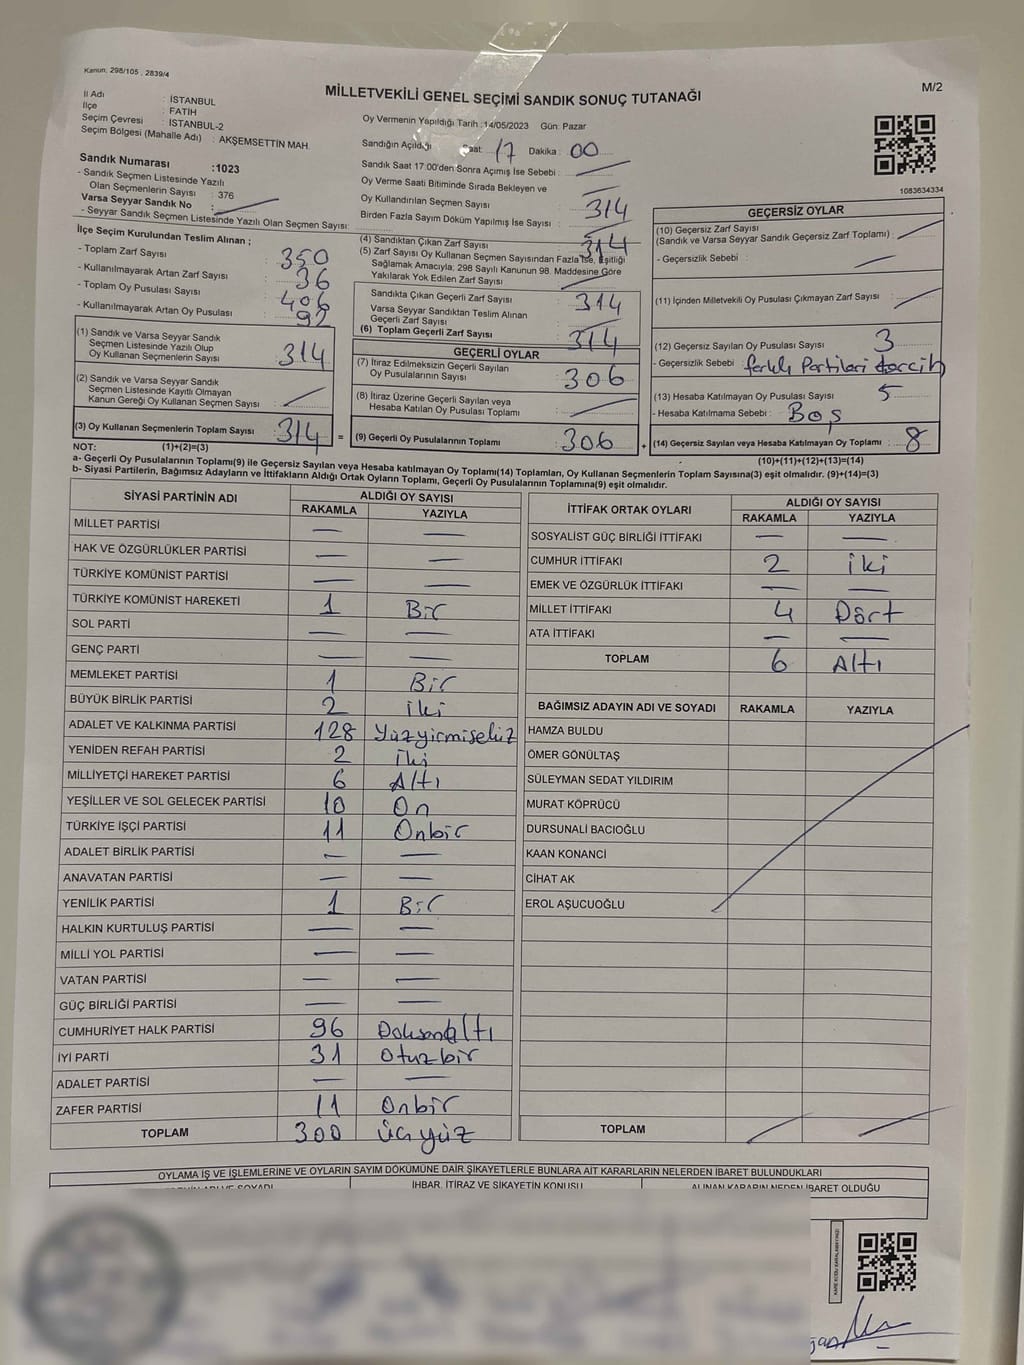 Kanun: 298/105 , 2839/4
MİLLETVEKİLİ GENEL SEÇİMİ SANDIK SONUÇ TUTANAĞI
M/2
İl Adı : İSTANBUL
İlçe : FATİH
Seçim Çevresi : İSTANBUL-2
Seçim Bölgesi (Mahalle Adı) : AKŞEMSETTİN MAH.
Sandık Numarası :1023
- Sandık Seçmen Listesinde Yazılı
Olan Seçmenlerin Sayısı : 376
Varsa Seyyar Sandık No :
- Seyyar Sandık Seçmen Listesinde Yazılı Olan Seçmen Sayısı:
Oy Vermenin Yapıldığı Tarih :14/05/2023 Gün: Pazar
Sandığın Açıldığı Saat: 17 Dakika: 00
Sandık Saat 17:00'den Sonra Açımış İse Sebebi :
Oy Verme Saati Bitiminde Sırada Bekleyen ve
Oy Kullandırılan Seçmen Sayısı :
Birden Fazla Sayım Döküm Yapılmış İse Sayısı :
314
1083634334
İlçe Seçim Kurulundan Teslim Alınan ;
- Toplam Zarf Sayısı : 350
- Kullanılmayarak Artan Zarf Sayısı : 36
- Toplam Oy Pusulası Sayısı : 406
- Kullanılmayarak Artan Oy Pusulası : 92
(1) Sandık ve Varsa Seyyar Sandık
Seçmen Listesinde Yazılı Olup
Oy Kullanan Seçmenlerin Sayısı : 314
(2) Sandık ve Varsa Seyyar Sandık
Seçmen Listesinde Kayıtlı Olmayan
Kanun Gereği Oy Kullanan Seçmen Sayısı :
(3) Oy Kullanan Seçmenlerin Toplam Sayısı : 314 =
(4) Sandıktan Çıkan Zarf Sayısı : 314
(5) Zarf Sayısı Oy Kullanan Seçmen Sayısından Fazla İse, Eşitliği
Sağlamak Amacıyla; 298 Sayılı Kanunun 98. Maddesine Göre
Yakılarak Yok Edilen Zarf Sayısı :
Sandıkta Çıkan Geçerli Zarf Sayısı : 314
Varsa Seyyar Sandıktan Teslim Alınan
Geçerli Zarf Sayısı :
(6) Toplam Geçerli Zarf Sayısı : 314
GEÇERLİ OYLAR
(7) İtiraz Edilmeksizin Geçerli Sayılan
Oy Pusulalarının Sayısı : 306
(8) İtiraz Üzerine Geçerli Sayılan veya
Hesaba Katılan Oy Pusulası Toplamı :
(9) Geçerli Oy Pusulalarının Toplamı : 306 +
GEÇERSİZ OYLAR
(10) Geçersiz Zarf Sayısı
(Sandık ve Varsa Seyyar Sandık Geçersiz Zarf Toplamı) :
- Geçersizlik Sebebi :
(11) İçinden Milletvekili Oy Pusulası Çıkmayan Zarf Sayısı :
(12) Geçersiz Sayılan Oy Pusulası Sayısı : 3
- Geçersizlik Sebebi : farklı Partileri tercih
(13) Hesaba Katılmayan Oy Pusulası Sayısı : 5
- Hesaba Katılmama Sebebi : Boş
(14) Geçersiz Sayılan veya Hesaba Katılmayan Oy Toplamı : 8
NOT: (1)+(2)=(3)
(10)+(11)+(12)+(13)=(14)
a- Geçerli Oy Pusulalarının Toplamı(9) ile Geçersiz Sayılan veya Hesaba katılmayan Oy Toplamı(14) Toplamları, Oy Kullanan Seçmenlerin Toplam Sayısına(3) eşit olmalıdır. (9)+(14)=(3)
b- Siyasi Partilerin, Bağımsız Adayların ve İttifakların Aldığı Ortak Oyların Toplamı, Geçerli Oy Pusulalarının Toplamına(9) eşit olmalıdır.
SİYASİ PARTİNİN ADI ALDIĞI OY SAYISI
RAKAMLA YAZIYLA
MİLLET PARTİSİ — —
HAK VE ÖZGÜRLÜKLER PARTİSİ — —
TÜRKİYE KOMÜNİST PARTİSİ — —
TÜRKİYE KOMÜNİST HAREKETİ 1 Bir
SOL PARTİ — —
GENÇ PARTİ — —
MEMLEKET PARTİSİ 1 Bir
BÜYÜK BİRLİK PARTİSİ 2 İki
ADALET VE KALKINMA PARTİSİ 128 Yüzyirmisekiz
YENİDEN REFAH PARTİSİ 2 İki
MİLLİYETÇİ HAREKET PARTİSİ 6 Altı
YEŞİLLER VE SOL GELECEK PARTİSİ 10 On
TÜRKİYE İŞÇİ PARTİSİ 11 Onbir
ADALET BİRLİK PARTİSİ — —
ANAVATAN PARTİSİ — —
YENİLİK PARTİSİ 1 Bir
HALKIN KURTULUŞ PARTİSİ — —
MİLLİ YOL PARTİSİ — —
VATAN PARTİSİ — —
GÜÇ BİRLİĞİ PARTİSİ — —
CUMHURİYET HALK PARTİSİ 96 Doksanaltı
İYİ PARTİ 31 Otuzbir
ADALET PARTİSİ — —
ZAFER PARTİSİ 11 Onbir
TOPLAM 300 üçyüz
İTTİFAK ORTAK OYLARI ALDIĞI OY SAYISI
RAKAMLA YAZIYLA
SOSYALİST GÜÇ BİRLİĞİ İTTİFAKI — —
CUMHUR İTTİFAKI 2 İki
EMEK VE ÖZGÜRLÜK İTTİFAKI — —
MİLLET İTTİFAKI 4 Dört
ATA İTTİFAKI — —
TOPLAM 6 Altı
BAĞIMSIZ ADAYIN ADI VE SOYADI RAKAMLA YAZIYLA
HAMZA BULDU
ÖMER GÖNÜLTAŞ
SÜLEYMAN SEDAT YILDIRIM
MURAT KÖPRÜCÜ
DURSUNALİ BACIOĞLU
KAAN KONANCİ
CİHAT AK
EROL AŞUCUOĞLU
TOPLAM
OYLAMA İŞ VE İŞLEMLERİNE VE OYLARIN SAYIM DÖKÜMÜNE DAİR ŞİKAYETLERLE BUNLARA AİT KARARLARIN NELERDEN İBARET BULUNDUKLARI
İHBAR, İTİRAZ VE ŞİKAYETİN KONUSU ALINAN KARARIN NEDEN İBARET OLDUĞU